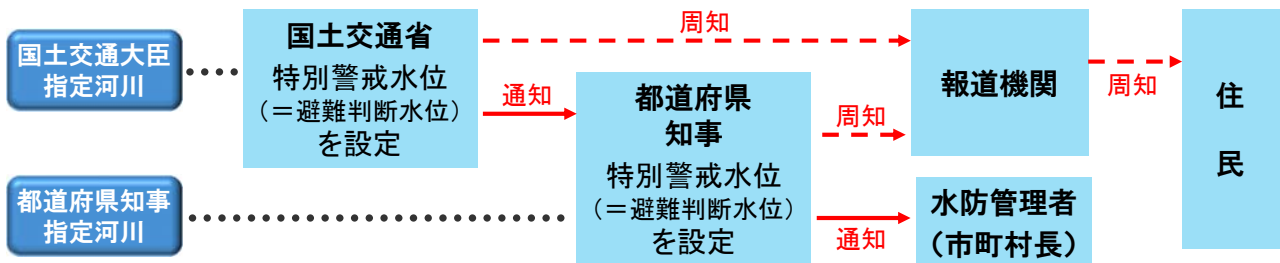 国土交通大臣
指定河川
国土交通省
特別警戒水位
（＝避難判断水位）
を設定
周知
通知
都道府県
知事
特別警戒水位
（＝避難判断水位）
を設定
周知
報道機関
周知
住
民
都道府県知事
指定河川
通知
水防管理者
（市町村長）